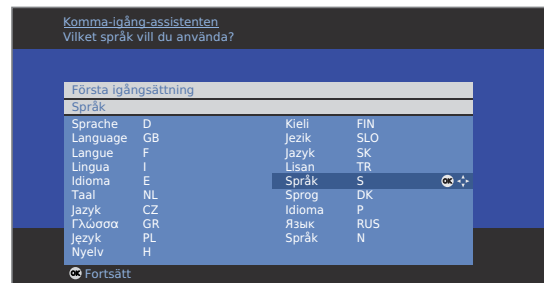 Komma-igång-assistenten
Vilket språk vill du använda?
Första igångsättning
Språk
Sprache D Kieli FIN
Language GB Jezik SLO
Langue F Jazyk SK
Lingua I Lisan TR
Idioma E Språk S OK
Taal NL Sprog DK
Jazyk CZ Idioma P
Γλώσσα GR Язык RUS
Język PL Språk N
Nyelv H
OK Fortsätt